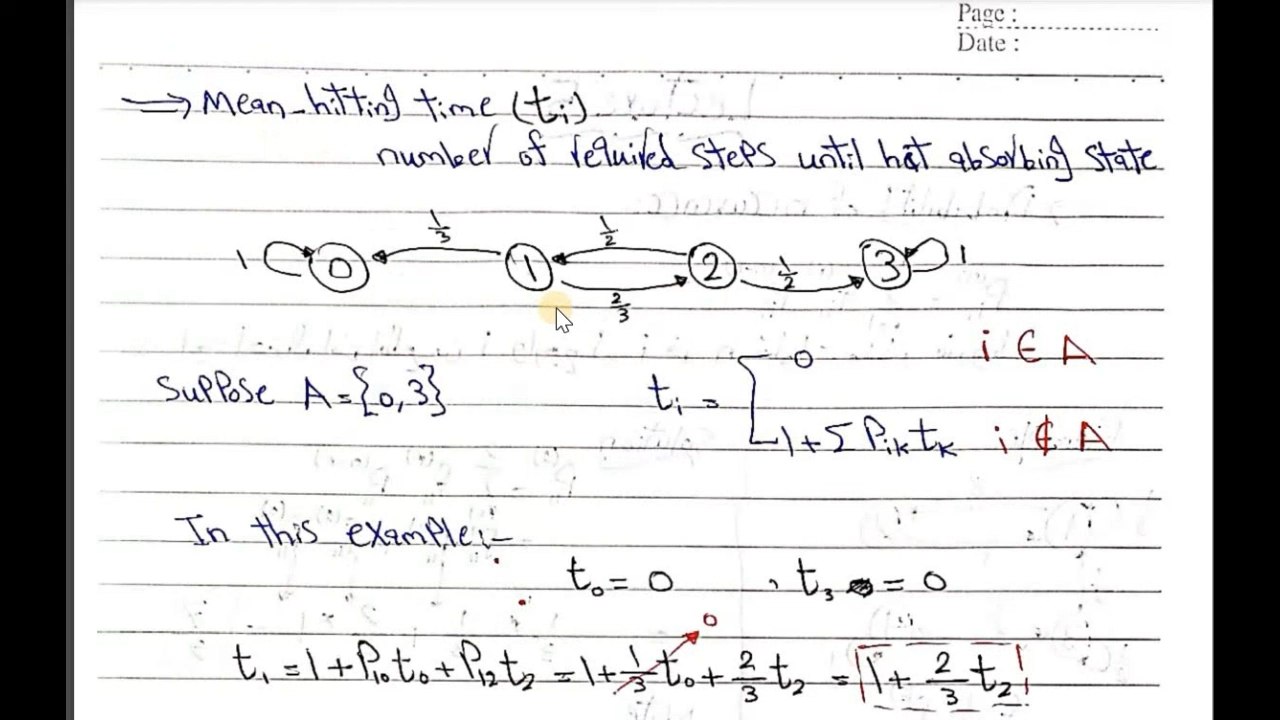 Page :
Date :
⟹ Mean-hitting time (ti)
number of required steps until hat absorbing state
1/3 1/2
1 0 1 2 1/2 3 1
2/3
Suppose A = {0,3} ti = { 0 i ∈ A
1 + Σ Pik tk i ∉ A
In this example:-
t0 = 0 , t3 = 0
0
t1 = 1 + P10 t0 + P12 t2 = 1 + 1/3 t0 + 2/3 t2 = 1 + 2/3 t2